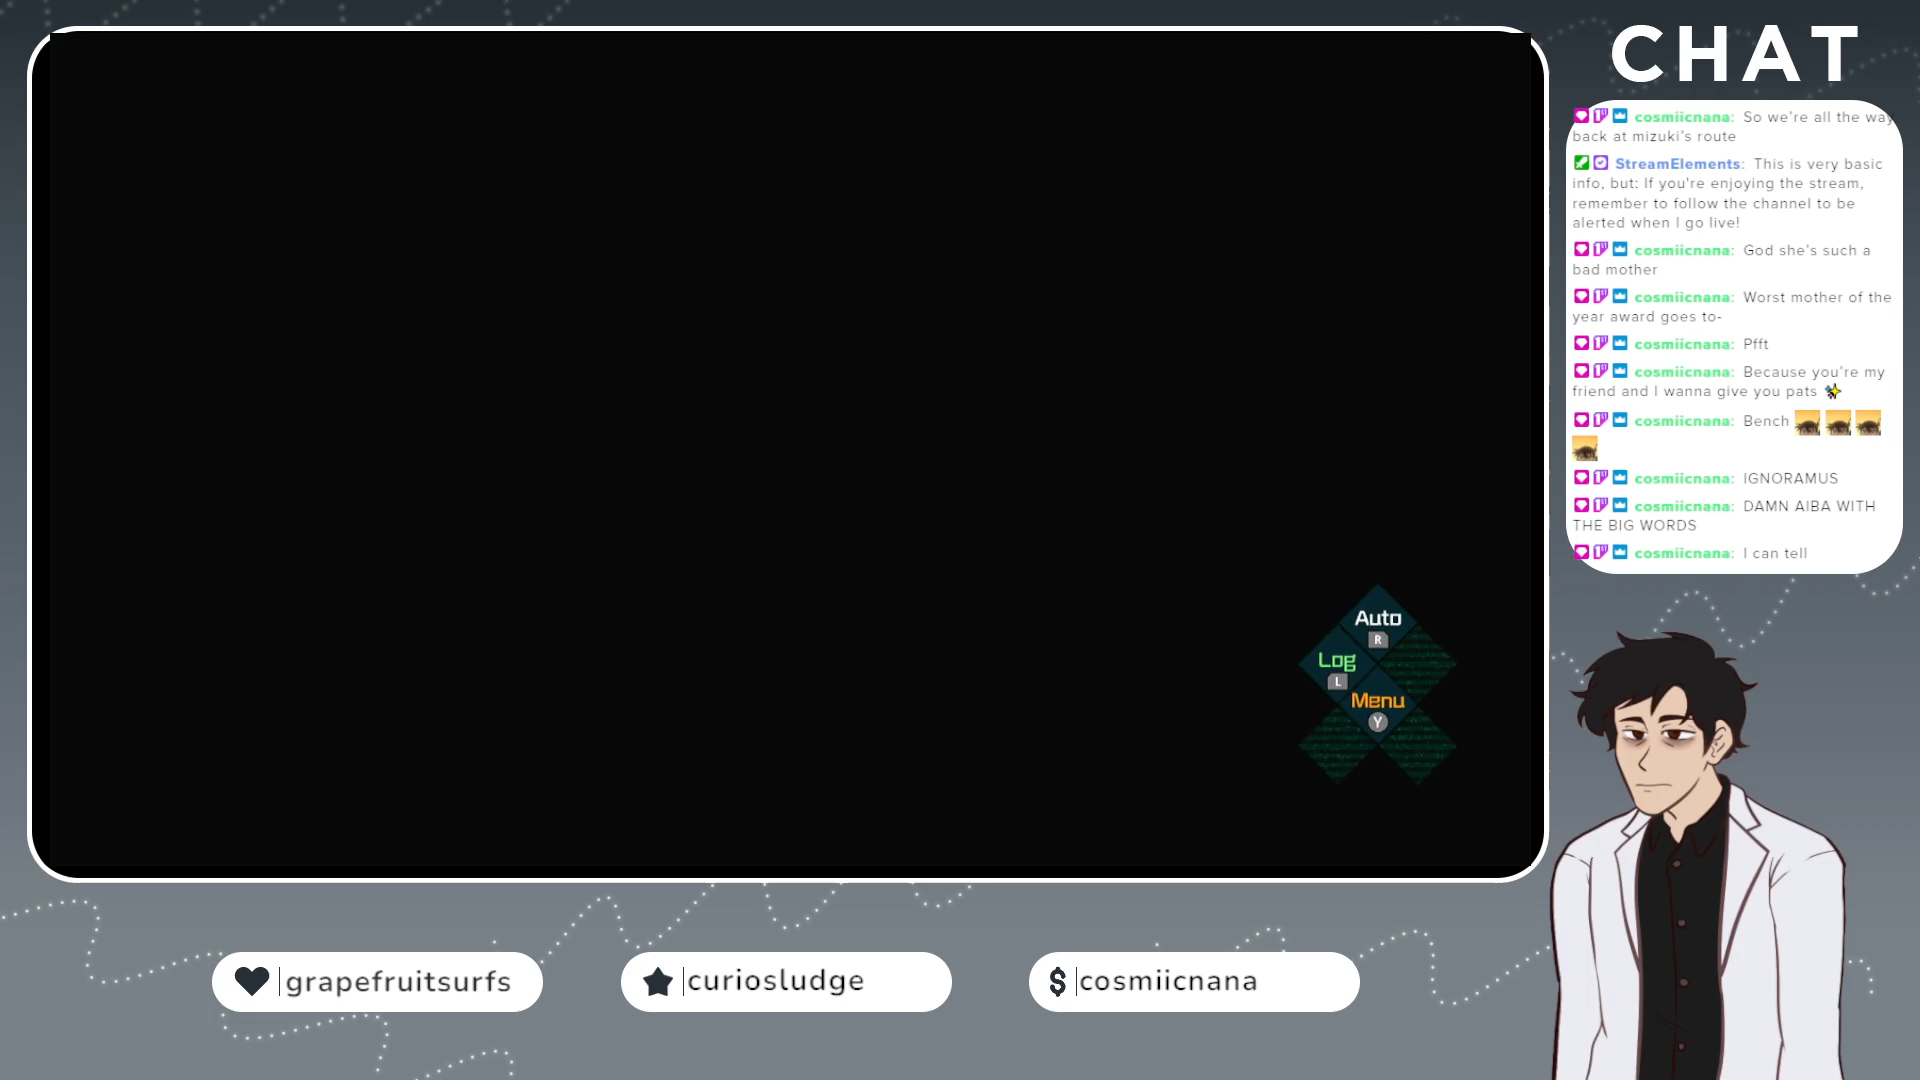 CHAT
cosmiicnana: So we're all the way
back at mizuki's route
StreamElements: This is very basic
info, but: If you're enjoying the stream,
remember to follow the channel to be
alerted when I go live!
cosmiicnana: God she's such a
bad mother
cosmiicnana: Worst mother of the
year award goes to-
cosmiicnana: Pfft
cosmiicnana: Because you're my
friend and I wanna give you pats ✨
cosmiicnana: Bench
cosmiicnana: IGNORAMUS
cosmiicnana: DAMN AIBA WITH
THE BIG WORDS
cosmiicnana: I can tell
Auto
R
Log
L
Menu
Y
grapefruitsurfs
curiosludge
$ cosmiicnana